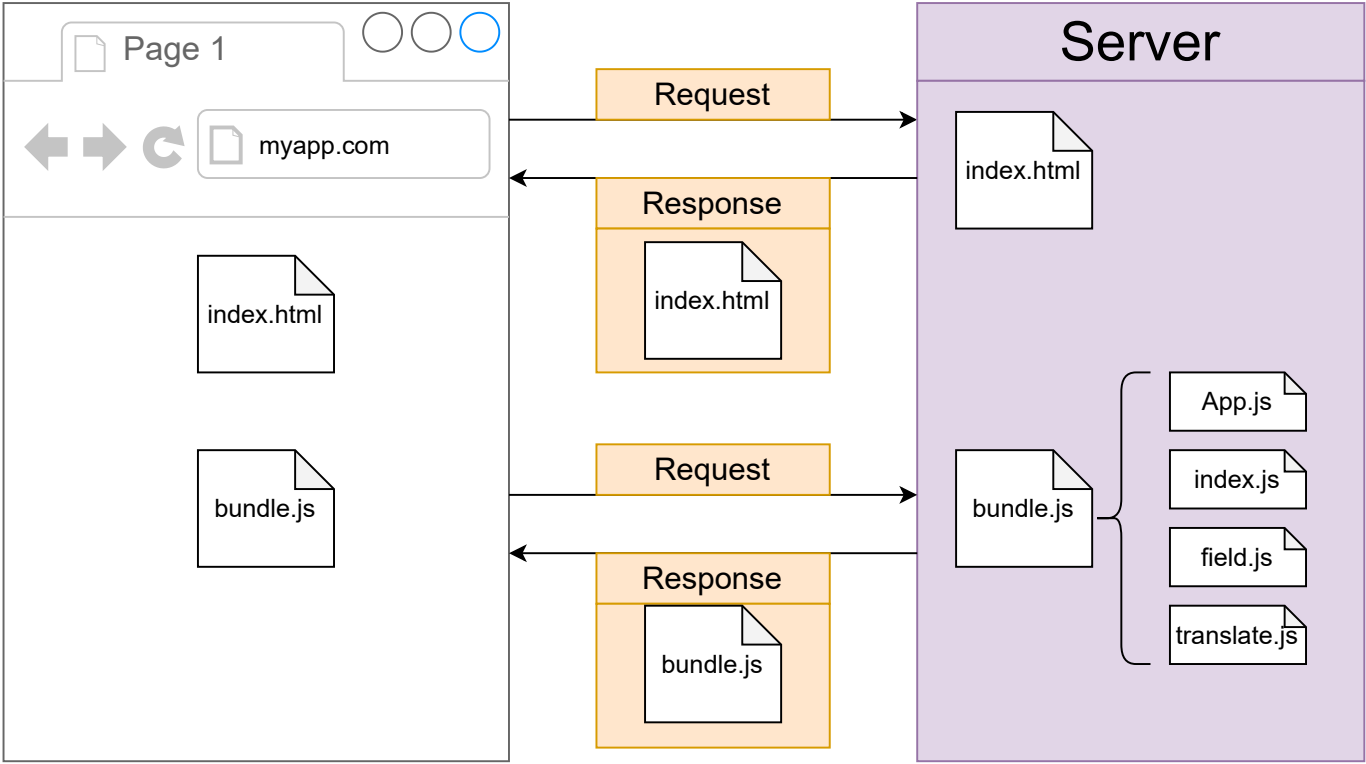 Page 1
myapp.com
index.html
bundle.js
Request
Response
index.html
Request
Response
bundle.js
Server
index.html
bundle.js
App.js
index.js
field.js
translate.js